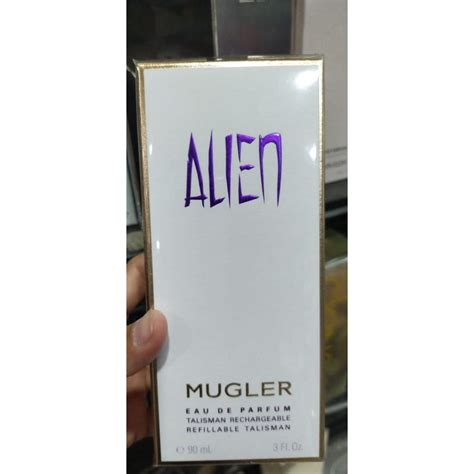 ALIEN
MUGLER
EAU DE PARFUM
TALISMAN RECHARGEABLE
REFILLABLE TALISMAN
℮ 90 mL 3 Fl. Oz